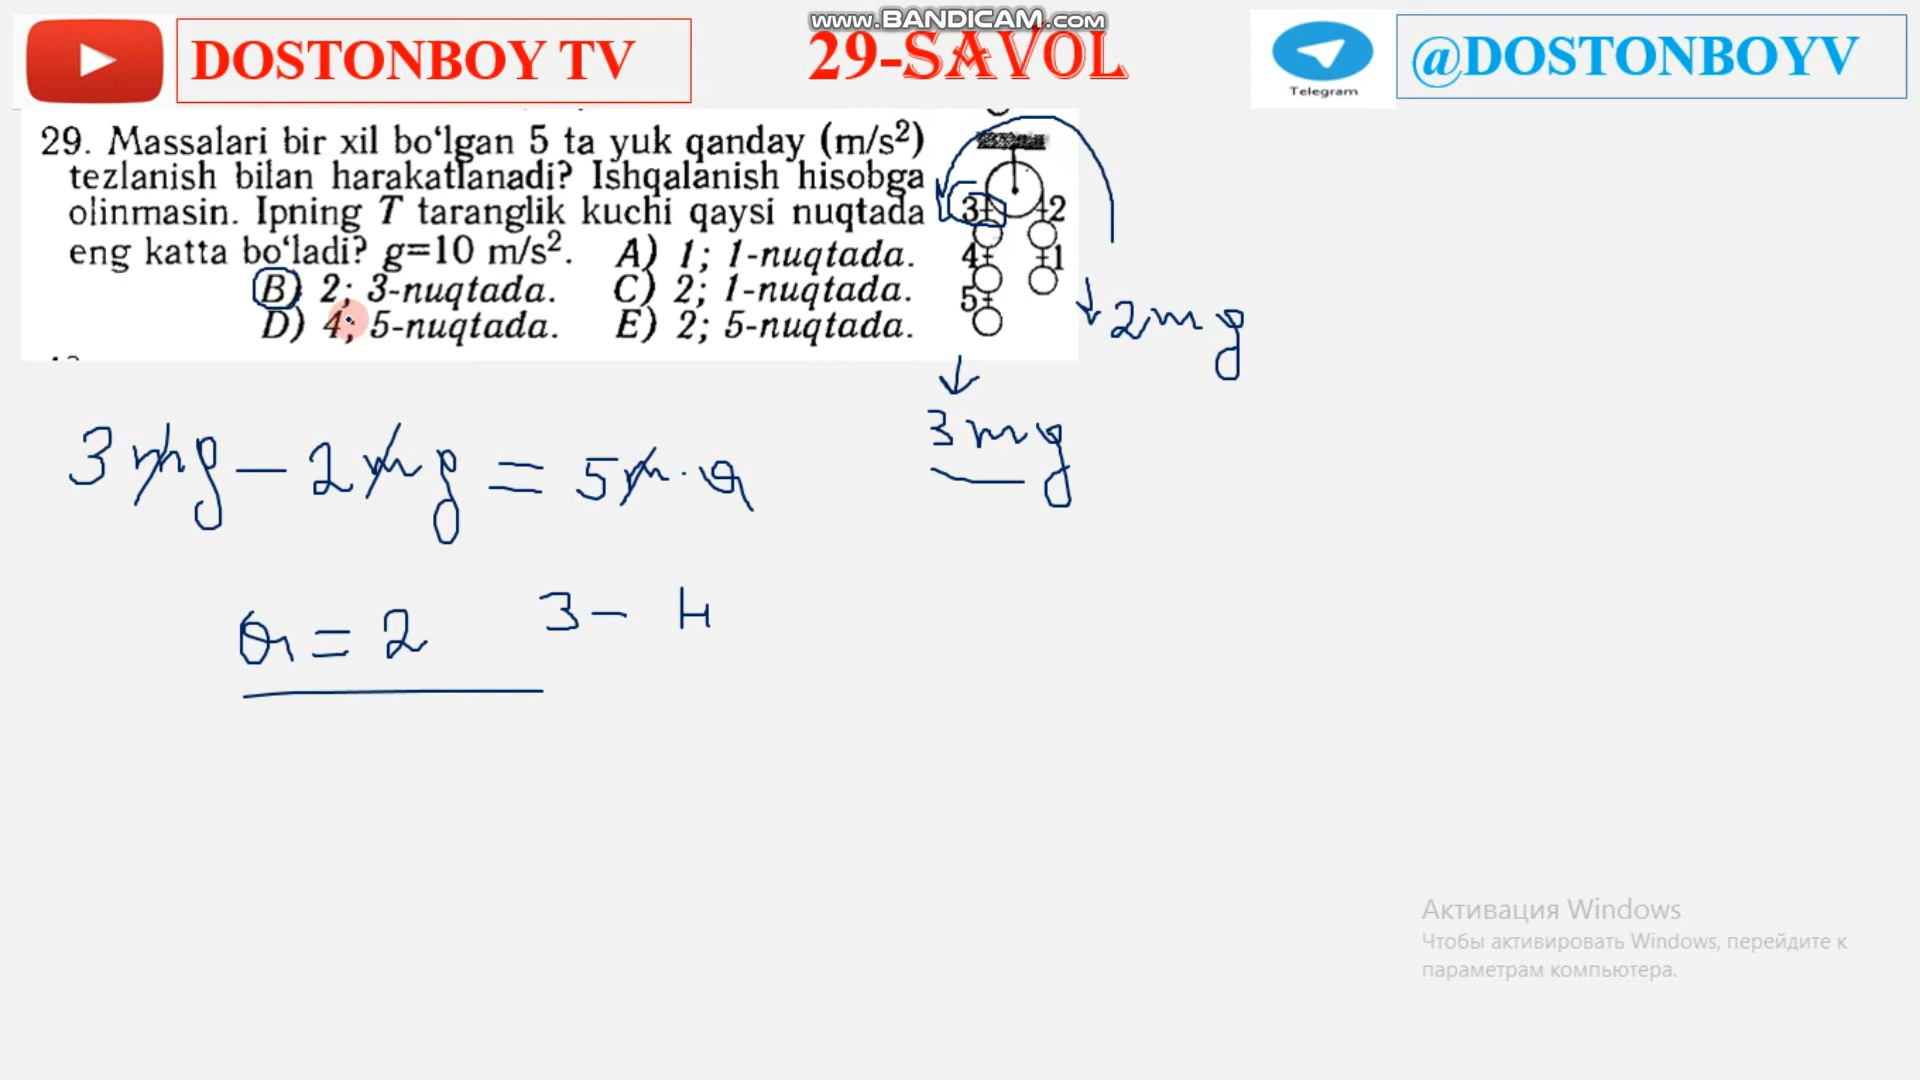 www.BANDICAM.com
DOSTONBOY TV
29-SAVOL
Telegram
@DOSTONBOYV
29. Massalari bir xil bo‘lgan 5 ta yuk qanday (m/s²)
tezlanish bilan harakatlanadi? Ishqalanish hisobga
olinmasin. Ipning T taranglik kuchi qaysi nuqtada
eng katta bo‘ladi? g=10 m/s². A) 1; 1-nuqtada.
B) 2; 3-nuqtada. C) 2; 1-nuqtada.
D) 4; 5-nuqtada. E) 2; 5-nuqtada.
3 2
4 1
5
2mg
3mg
3mg - 2mg = 5m · a
a = 2 3 - H
Активация Windows
Чтобы активировать Windows, перейдите к
параметрам компьютера.